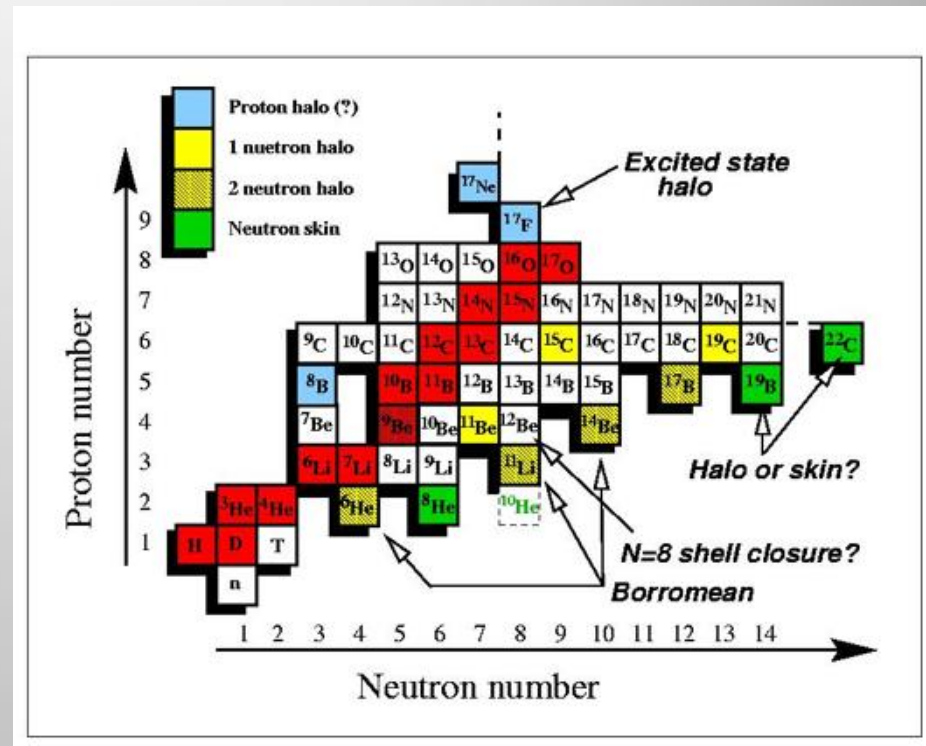 Proton halo (?)
1 nuetron halo
2 neutron halo
Neutron skin
Excited state
halo
17Ne
9 17F
8 13O 14O 15O 16O 17O
7 12N 13N 14N 15N 16N 17N 18N 19N 20N 21N
6 9C 10C 11C 12C 13C 14C 15C 16C 17C 18C 19C 20C 22C
5 8B 10B 11B 12B 13B 14B 15B 17B 19B
4 7Be 9Be 10Be 11Be 12Be 14Be
3 6Li 7Li 8Li 9Li 11Li
Halo or skin?
2 3He 4He 6He 8He 10He
1 H D T
N=8 shell closure?
n
Borromean
1 2 3 4 5 6 7 8 9 10 11 12 13 14
Neutron number
Proton number